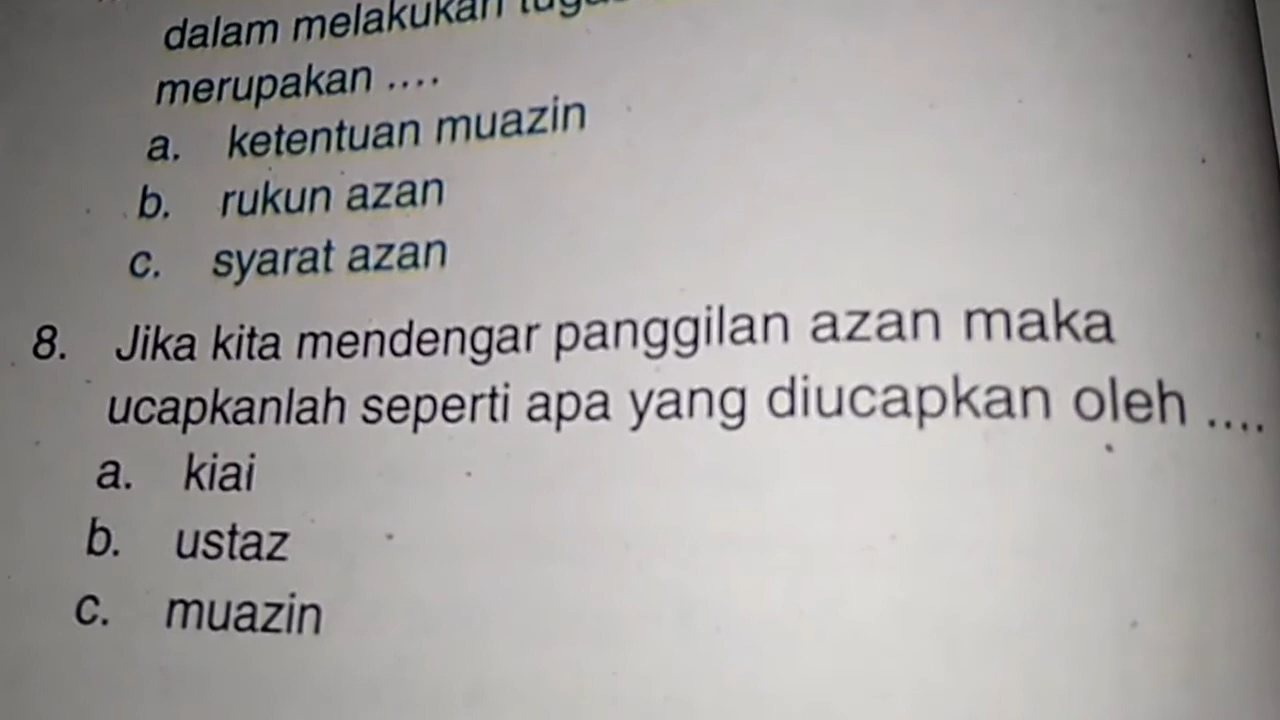 dalam melakukan
merupakan ....
a. ketentuan muazin
b. rukun azan
c. syarat azan
8. Jika kita mendengar panggilan azan maka
ucapkanlah seperti apa yang diucapkan oleh ....
a. kiai
b. ustaz
c. muazin